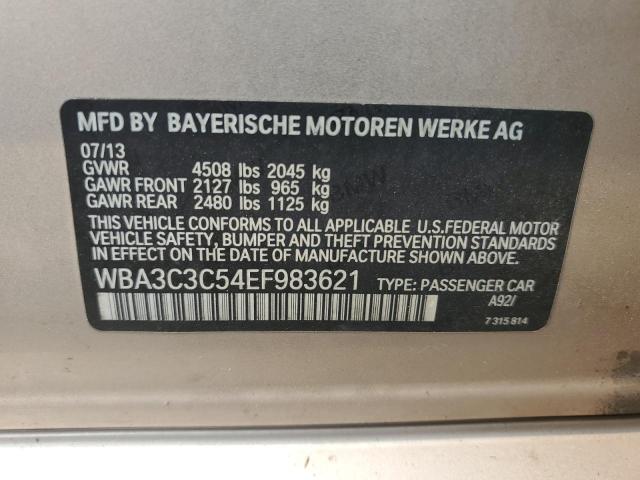 MFD BY BAYERISCHE MOTOREN WERKE AG
07/13
GVWR 4508 lbs 2045 kg
GAWR FRONT 2127 lbs 965 kg
GAWR REAR 2480 lbs 1125 kg
THIS VEHICLE CONFORMS TO ALL APPLICABLE U.S.FEDERAL MOTOR
VEHICLE SAFETY, BUMPER AND THEFT PREVENTION STANDARDS
IN EFFECT ON THE DATE OF MANUFACTURE SHOWN ABOVE.
WBA3C3C54EF983621 TYPE: PASSENGER CAR
A92/
7 315 814